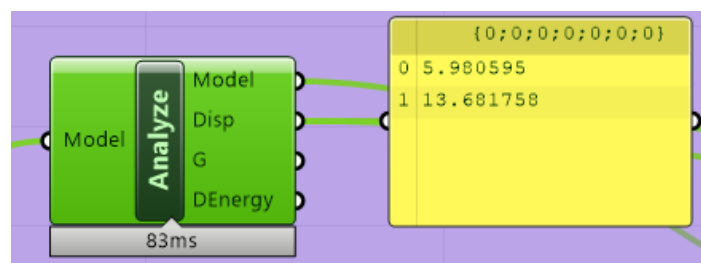 Model
Analyze
Model
Disp
G
DEnergy
83ms
{0;0;0;0;0;0;0}
0 5.980595
1 13.681758